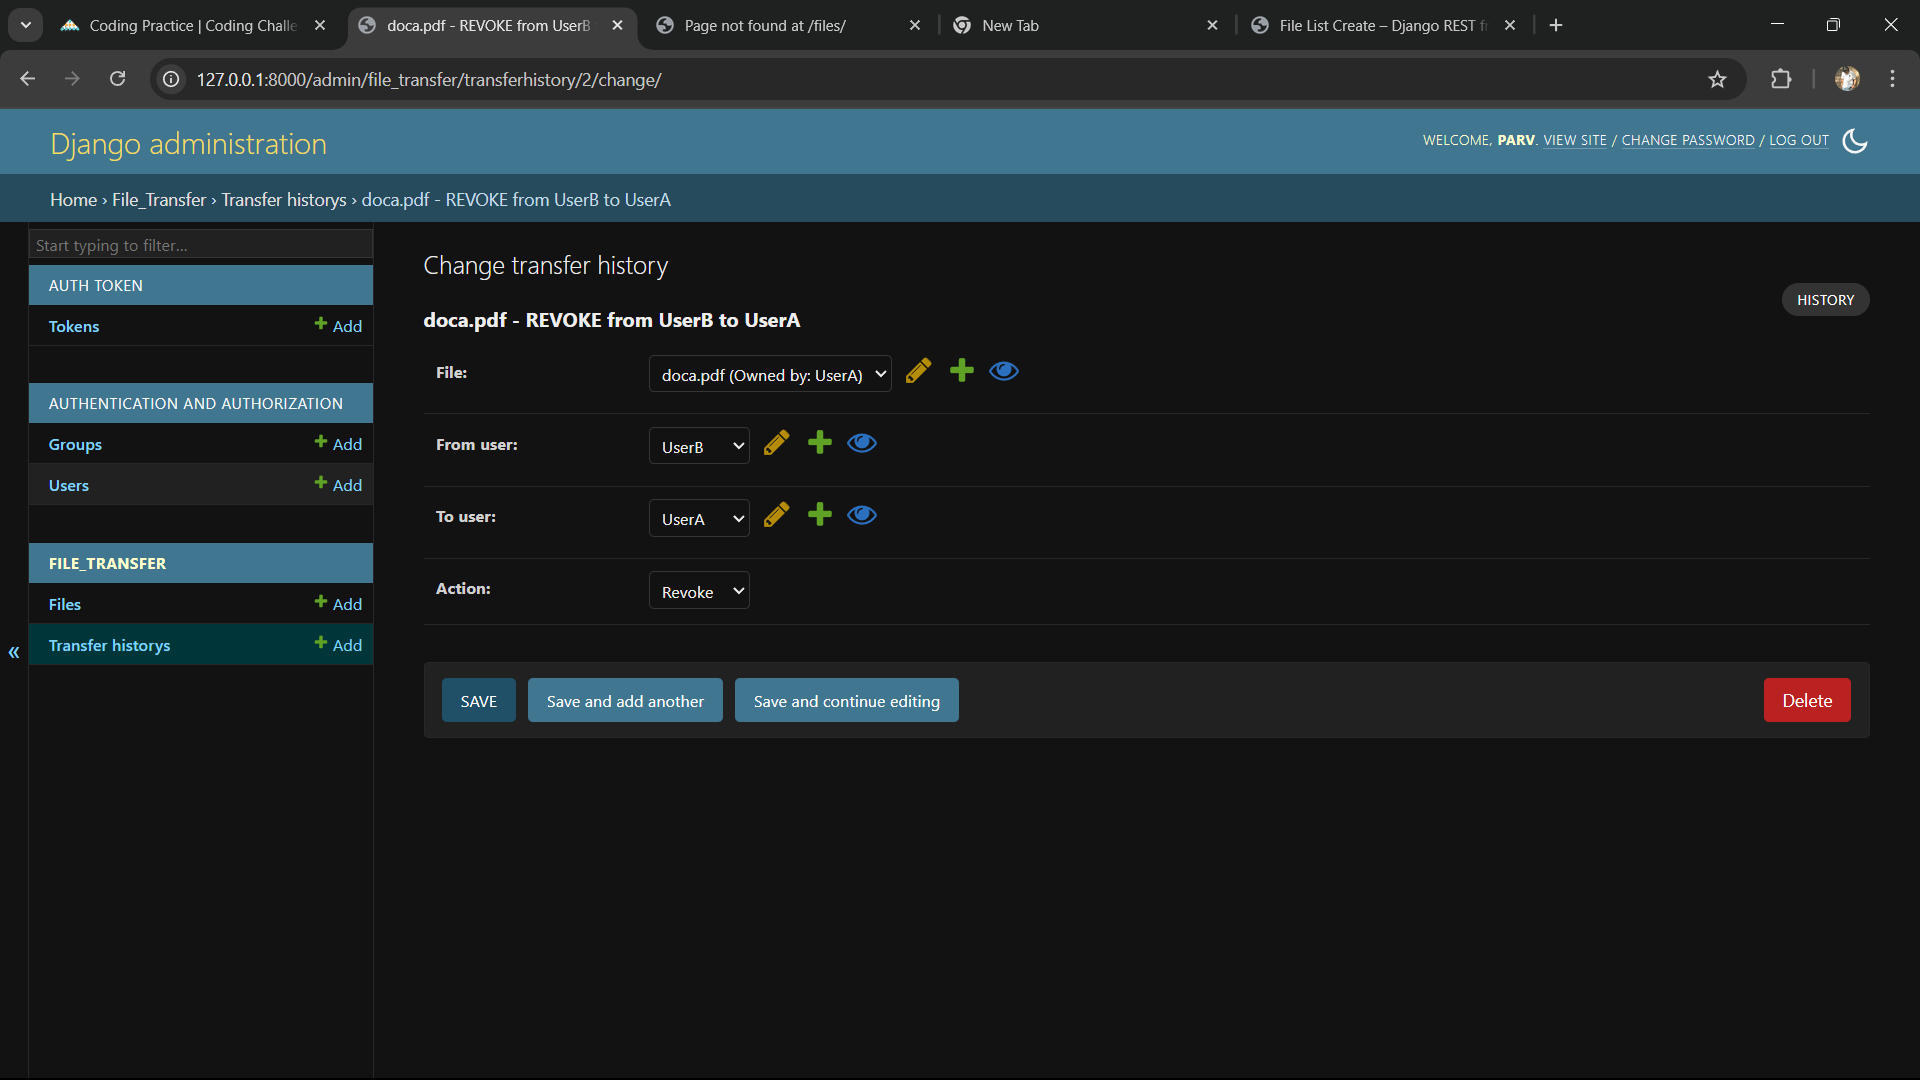 Coding Practice | Coding Challe
doca.pdf - REVOKE from UserB
Page not found at /files/
New Tab
File List Create – Django REST fr
127.0.0.1:8000/admin/file_transfer/transferhistory/2/change/
Django administration
WELCOME, PARV. VIEW SITE / CHANGE PASSWORD / LOG OUT
Home › File_Transfer › Transfer historys › doca.pdf - REVOKE from UserB to UserA
Start typing to filter...
AUTH TOKEN
Tokens
Add
AUTHENTICATION AND AUTHORIZATION
Groups
Add
Users
Add
FILE_TRANSFER
Files
Add
Transfer historys
Add
«
Change transfer history
HISTORY
doca.pdf - REVOKE from UserB to UserA
File:
doca.pdf (Owned by: UserA)
From user:
UserB
To user:
UserA
Action:
Revoke
SAVE
Save and add another
Save and continue editing
Delete